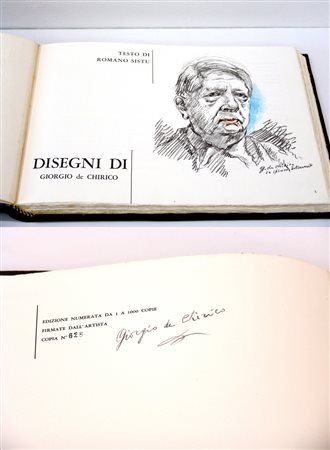 TESTO DI
ROMANO SISTU
DISEGNI DI
GIORGIO de CHIRICO
EDIZIONE NUMERATA DA 1 A 1000 COPIE
FIRMATE DALL'ARTISTA
COPIA N° 628
Giorgio de Chirico